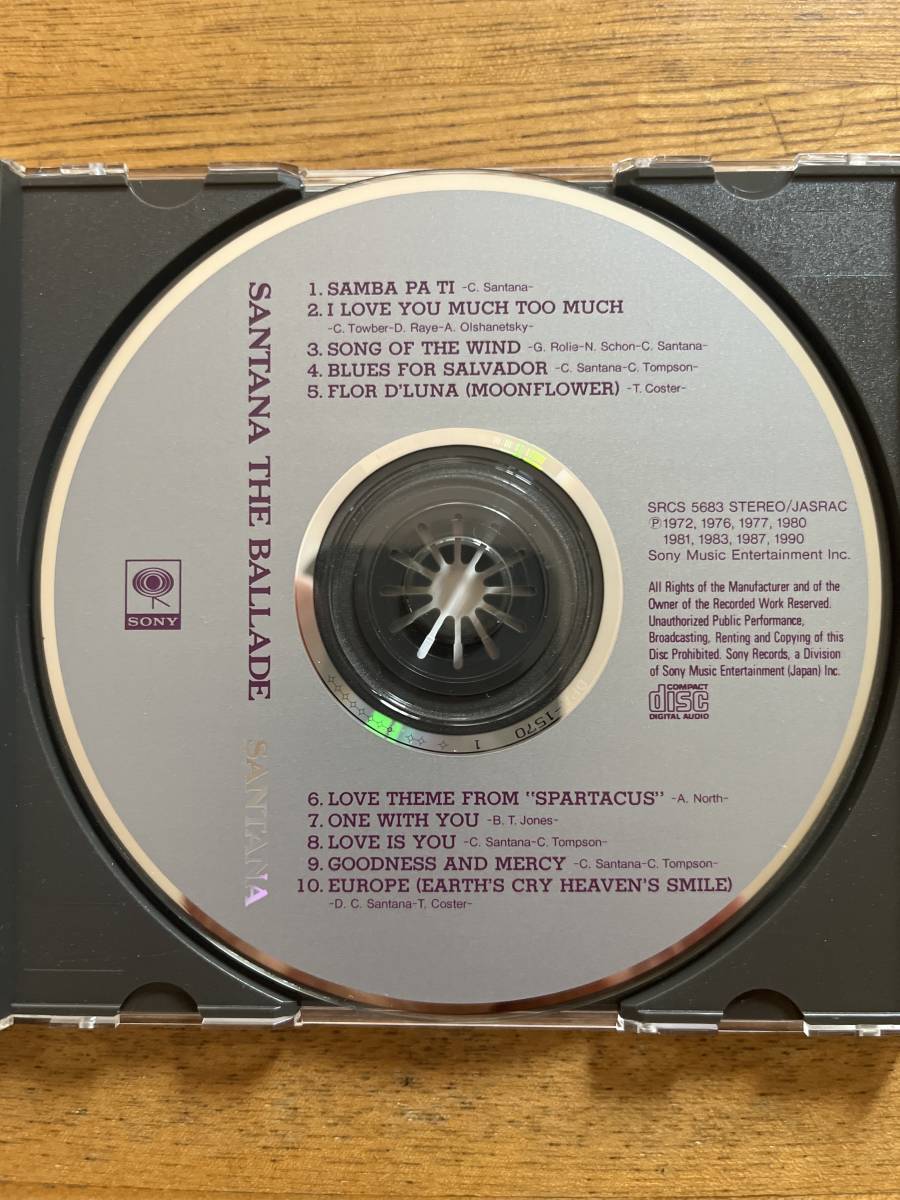 SANTANA THE BALLADE SANTANA
1. SAMBA PA TI -C. Santana-
2. I LOVE YOU MUCH TOO MUCH
-C. Towber-D. Raye-A. Olshanetsky-
3. SONG OF THE WIND -G. Rolie-N. Schon-C. Santana-
4. BLUES FOR SALVADOR -C. Santana-C. Tompson-
5. FLOR D'LUNA (MOONFLOWER) -T. Coster-
SRCS 5683 STEREO/JASRAC
Ⓟ1972, 1976, 1977, 1980
1981, 1983, 1987, 1990
Sony Music Entertainment Inc.
All Rights of the Manufacturer and of the
Owner of the Recorded Work Reserved.
Unauthorized Public Performance,
Broadcasting, Renting and Copying of this
Disc Prohibited. Sony Records, a Division
of Sony Music Entertainment (Japan) Inc.
COMPACT
disc
DIGITAL AUDIO
SONY
-1570 1
6. LOVE THEME FROM "SPARTACUS" -A. North-
7. ONE WITH YOU -B. T. Jones-
8. LOVE IS YOU -C. Santana-C. Tompson-
9. GOODNESS AND MERCY -C. Santana-C. Tompson-
10. EUROPE (EARTH'S CRY HEAVEN'S SMILE)
-D. C. Santana-T. Coster-